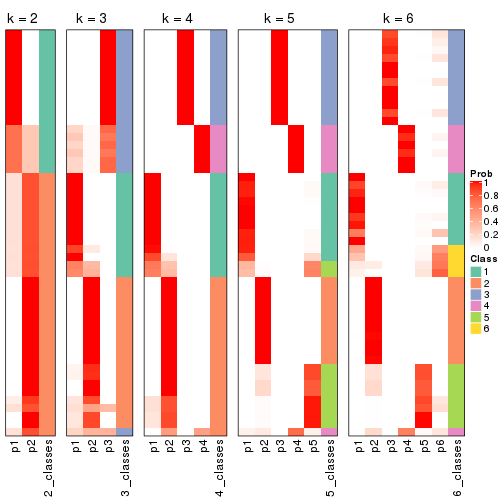 k = 2
k = 3
k = 4
k = 5
k = 6
Prob
1
0.8
0.6
0.4
0.2
0
Class
1
2
3
4
5
6
p1
p2
2_classes
p1
p2
p3
3_classes
p1
p2
p3
p4
4_classes
p1
p2
p3
p4
p5
5_classes
p1
p2
p3
p4
p5
p6
6_classes